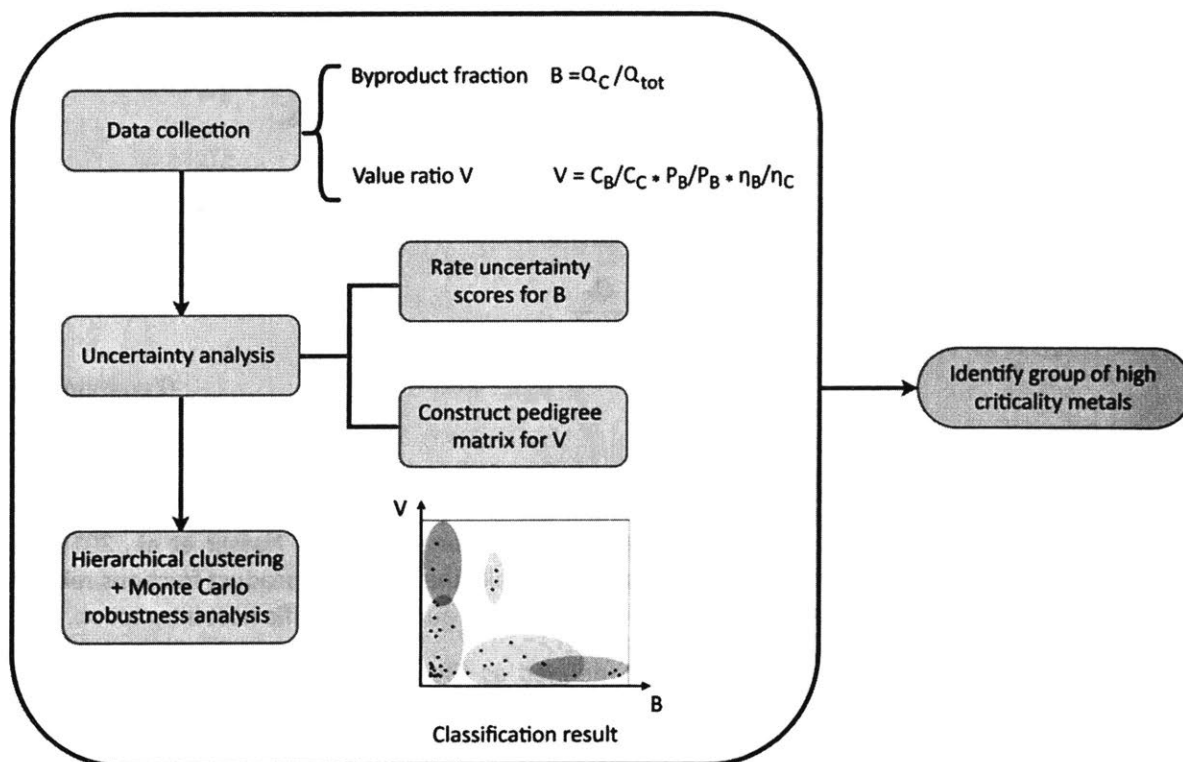 Byproduct fraction B =Q_C/Q_tot
Data collection
Value ratio V V = C_B/C_C * P_B/P_B * η_B/η_C
Rate uncertainty
scores for B
Uncertainty analysis
Identify group of high
criticality metals
Construct pedigree
matrix for V
V
Hierarchical clustering
+ Monte Carlo
robustness analysis
B
Classification result